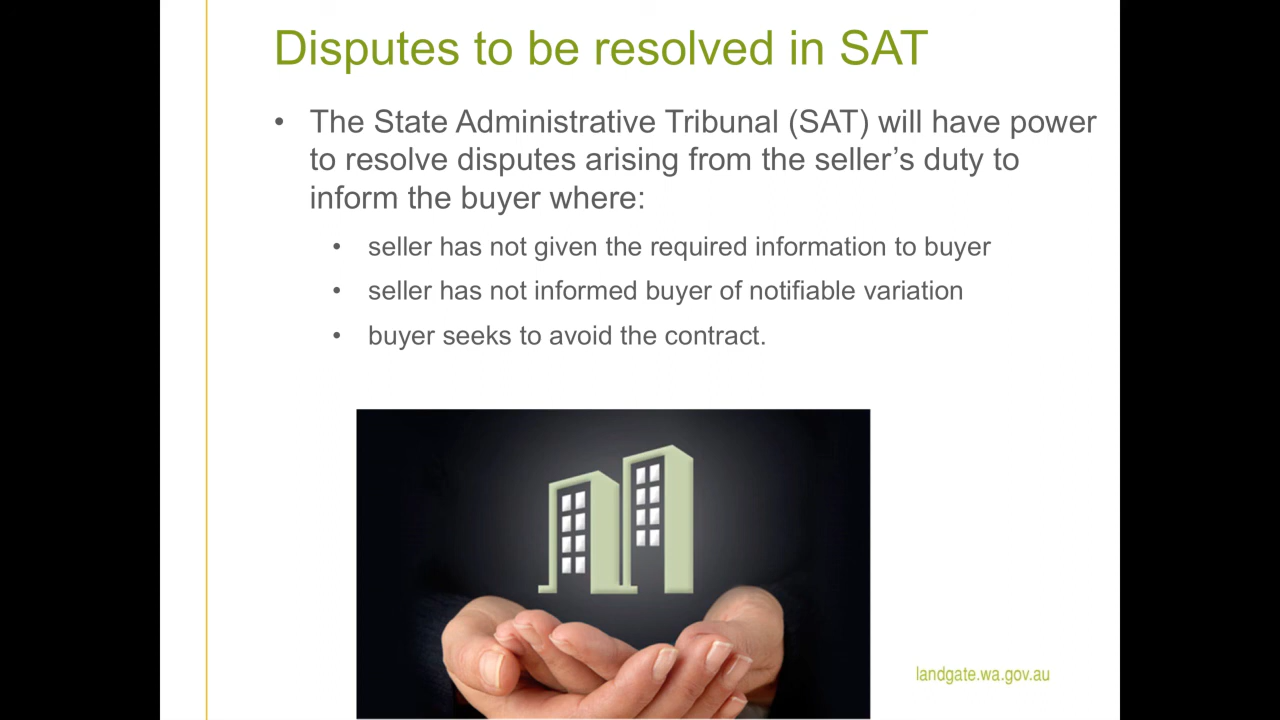 Disputes to be resolved in SAT
• The State Administrative Tribunal (SAT) will have power
to resolve disputes arising from the seller’s duty to
inform the buyer where:
• seller has not given the required information to buyer
• seller has not informed buyer of notifiable variation
• buyer seeks to avoid the contract.
landgate.wa.gov.au